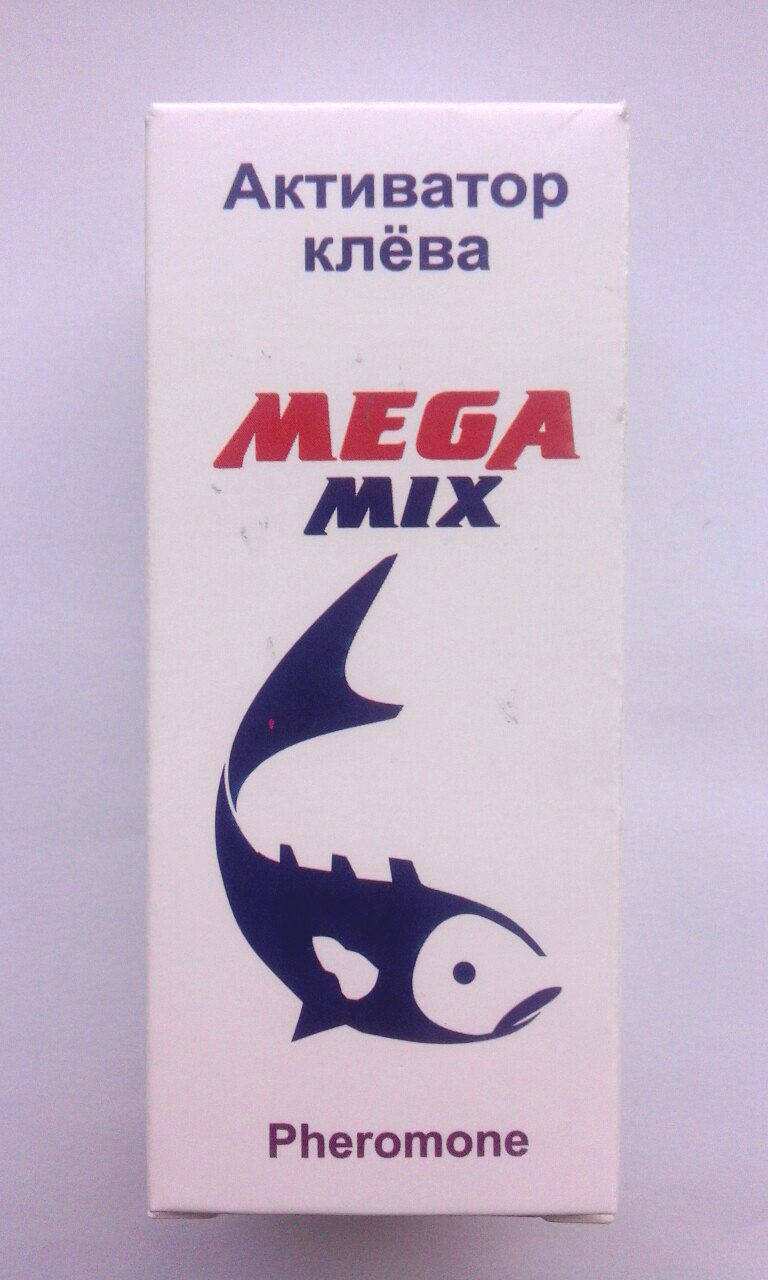 Активатор
клёва
MEGA
MIX
Pheromone